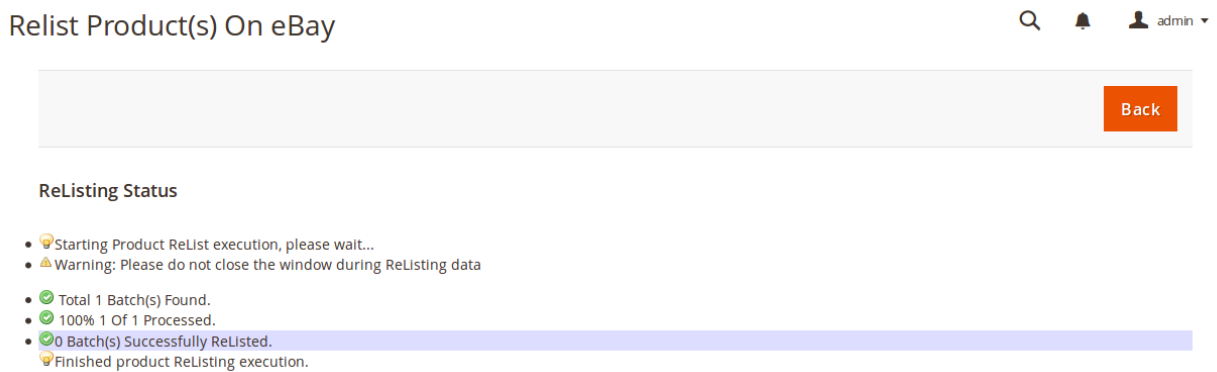 Relist Product(s) On eBay
admin
Back
ReListing Status
Starting Product ReList execution, please wait...
Warning: Please do not close the window during ReListing data
Total 1 Batch(s) Found.
100% 1 Of 1 Processed.
0 Batch(s) Successfully ReListed.
Finished product ReListing execution.